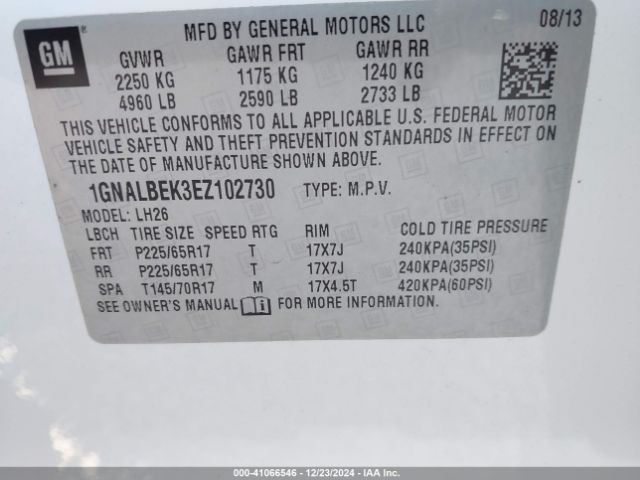 GM
MFD BY GENERAL MOTORS LLC 08/13
GVWR GAWR FRT GAWR RR
2250 KG 1175 KG 1240 KG
4960 LB 2590 LB 2733 LB
THIS VEHICLE CONFORMS TO ALL APPLICABLE U.S. FEDERAL MOTOR
VEHICLE SAFETY AND THEFT PREVENTION STANDARDS IN EFFECT ON
THE DATE OF MANUFACTURE SHOWN ABOVE.
1GNALBEK3EZ102730 TYPE: M.P.V.
MODEL: LH26
LBCH TIRE SIZE SPEED RTG RIM COLD TIRE PRESSURE
FRT P225/65R17 T 17X7J 240KPA(35PSI)
RR P225/65R17 T 17X7J 240KPA(35PSI)
SPA T145/70R17 M 17X4.5T 420KPA(60PSI)
SEE OWNER'S MANUAL FOR MORE INFORMATION.
000-41066546 - 12/23/2024 - IAAI.COM